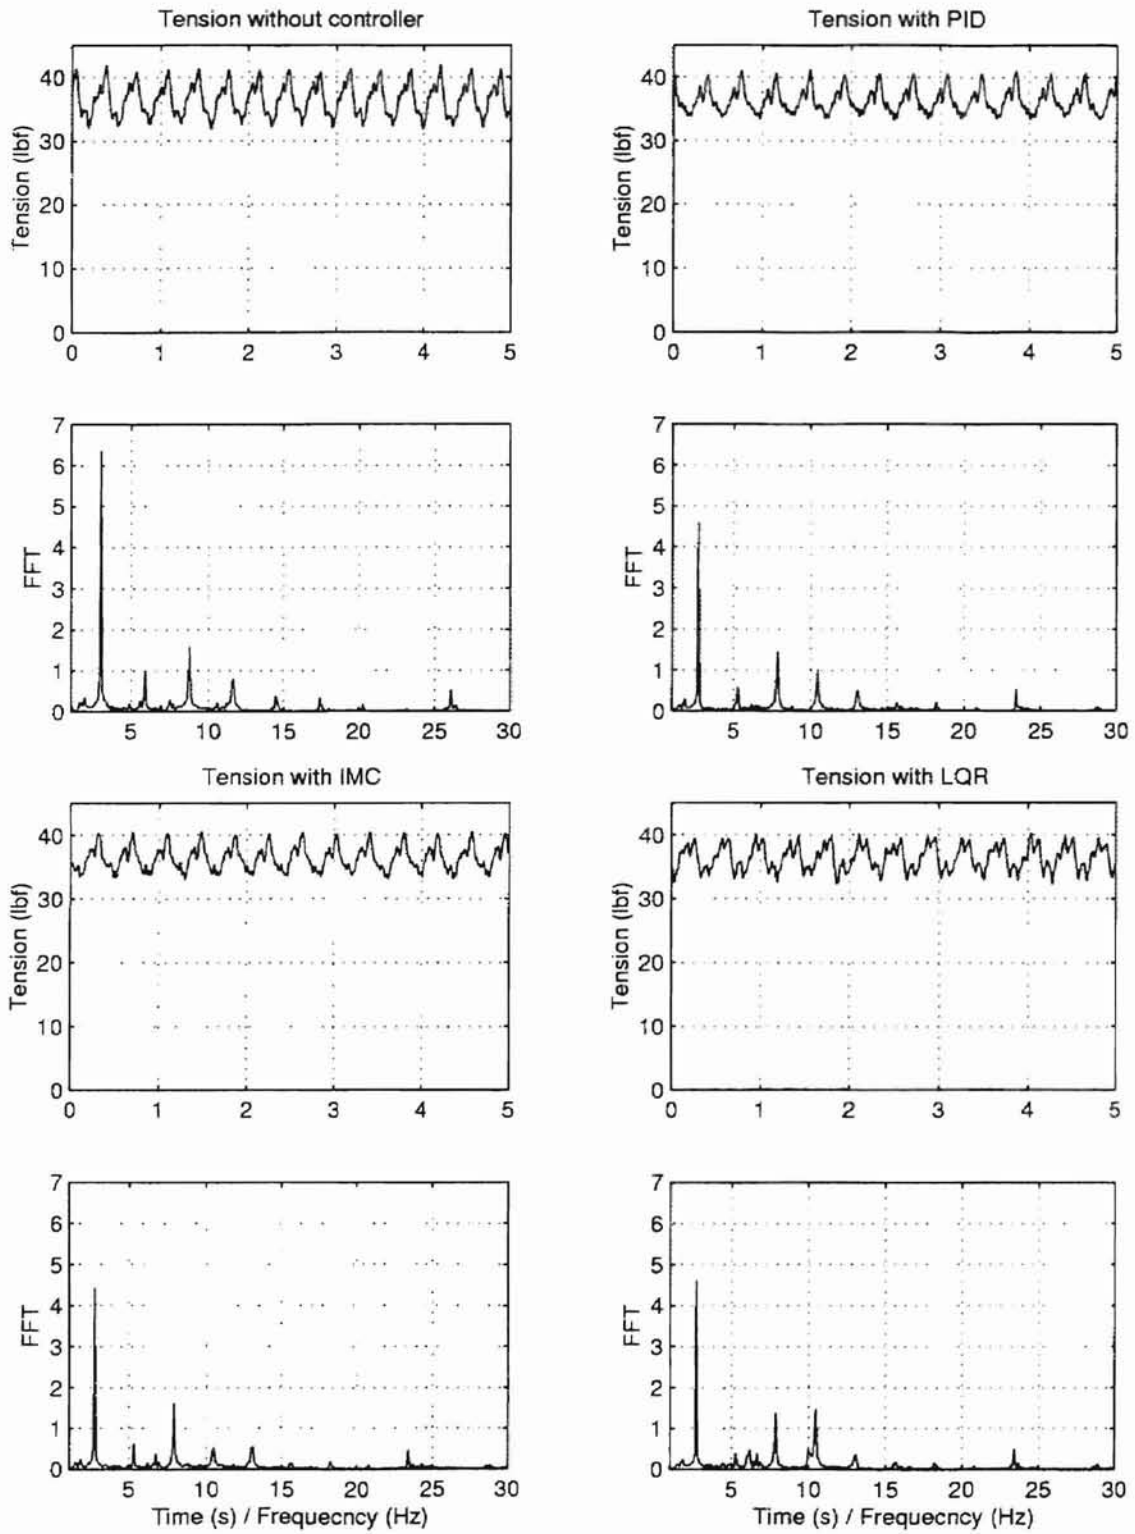 Tension without controller
Tension (lbf)
40
30
20
10
0
0 1 2 3 4 5
Tension with PID
Tension (lbf)
40
30
20
10
0
0 1 2 3 4 5
FFT
7
6
5
4
3
2
1
0
5 10 15 20 25 30
FFT
7
6
5
4
3
2
1
0
5 10 15 20 25 30
Tension with IMC
Tension (lbf)
40
30
20
10
0
0 1 2 3 4 5
Tension with LQR
Tension (lbf)
40
30
20
10
0
0 1 2 3 4 5
FFT
7
6
5
4
3
2
1
0
5 10 15 20 25 30
Time (s) / Frequecncy (Hz)
FFT
7
6
5
4
3
2
1
0
5 10 15 20 25 30
Time (s) / Frequecncy (Hz)